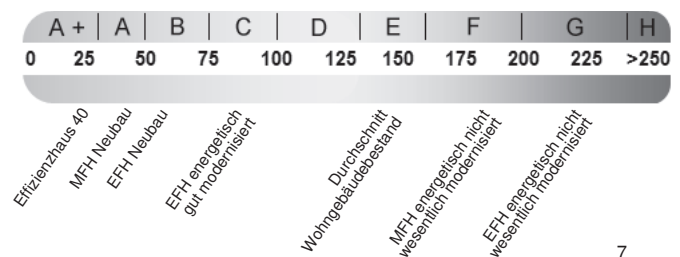 A+ | A | B | C | D | E | F | G | H
0 25 50 75 100 125 150 175 200 225 >250
Effizienzhaus 40
MFH Neubau
EFH Neubau
EFH energetisch
gut modernisiert
Durchschnitt
Wohngebäudebestand
MFH energetisch nicht
wesentlich modernisiert
EFH energetisch nicht
wesentlich modernisiert
7